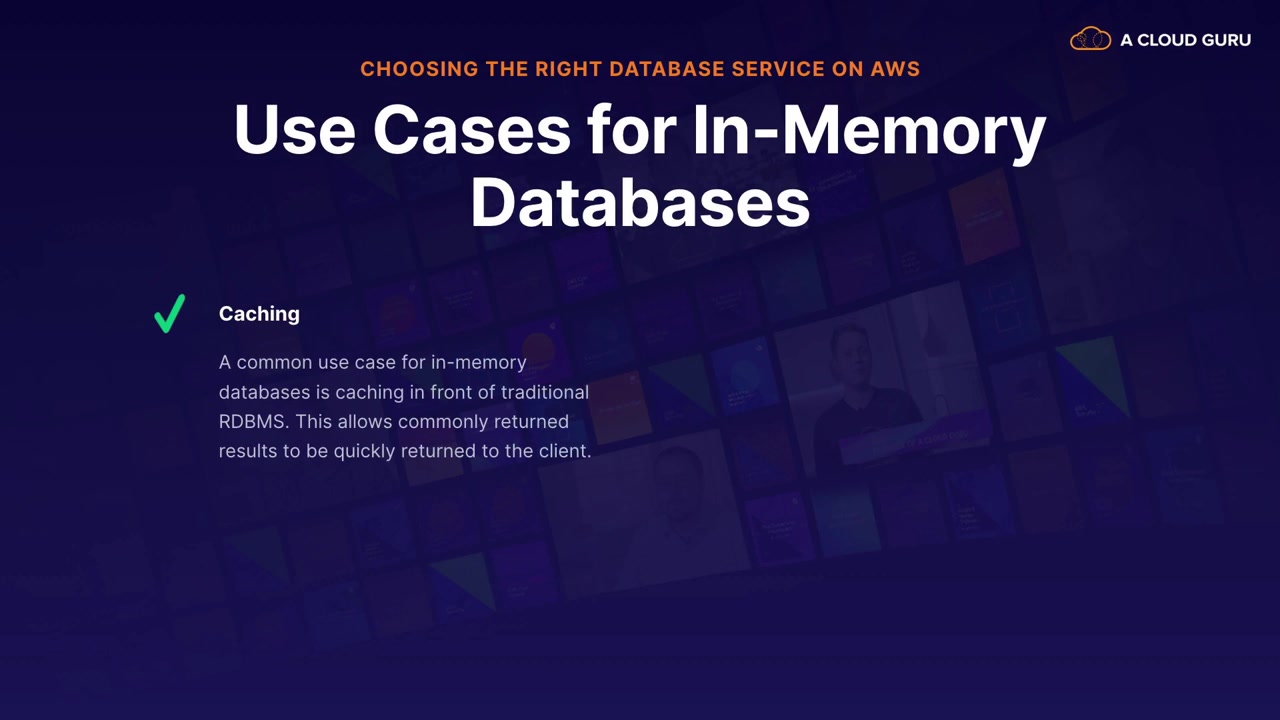 A CLOUD GURU
CHOOSING THE RIGHT DATABASE SERVICE ON AWS
Use Cases for In-Memory
Databases
Caching
A common use case for in-memory
databases is caching in front of traditional
RDBMS. This allows commonly returned
results to be quickly returned to the client.